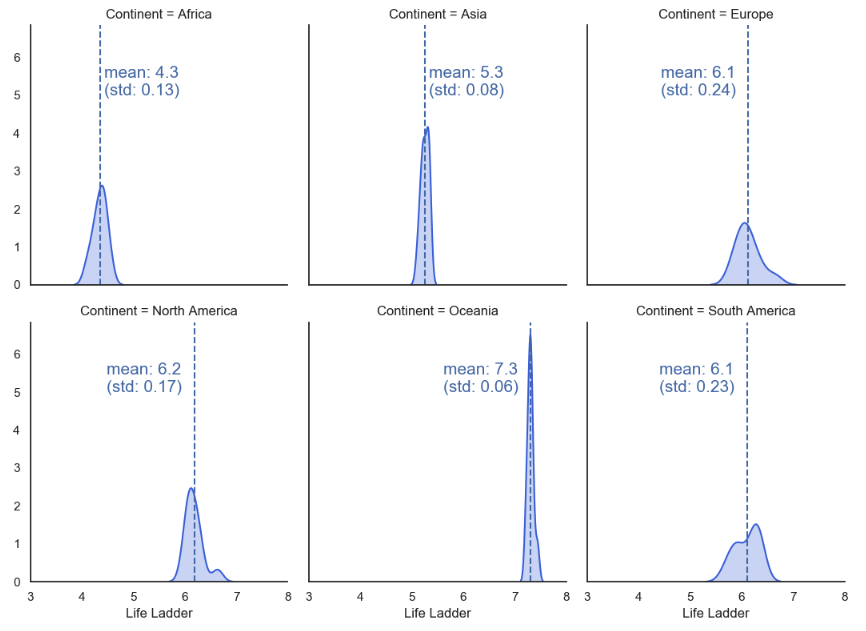 Continent = Africa
Continent = Asia
Continent = Europe
6
5
4
3
2
1
0
mean: 4.3
(std: 0.13)
mean: 5.3
(std: 0.08)
mean: 6.1
(std: 0.24)
Continent = North America
Continent = Oceania
Continent = South America
6
5
4
3
2
1
0
mean: 6.2
(std: 0.17)
mean: 7.3
(std: 0.06)
mean: 6.1
(std: 0.23)
3 4 5 6 7 8
3 4 5 6 7 8
3 4 5 6 7 8
Life Ladder
Life Ladder
Life Ladder